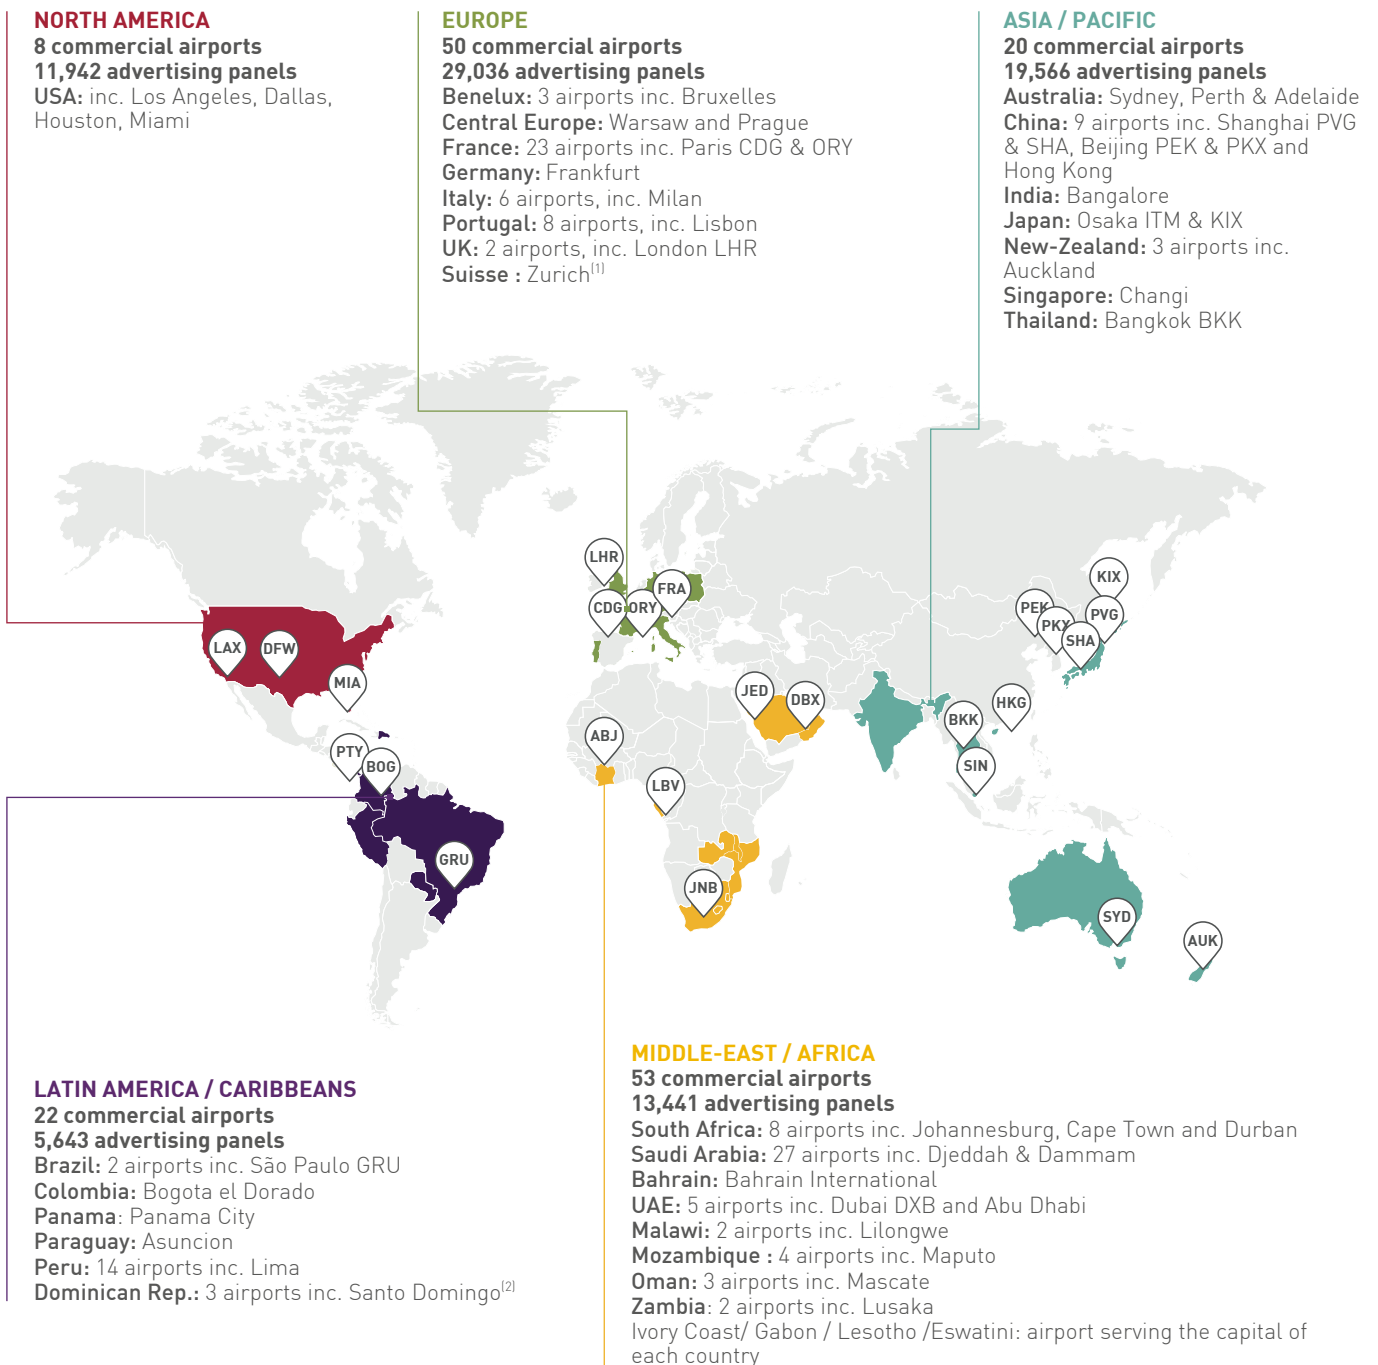 NORTH AMERICA
8 commercial airports
11,942 advertising panels
USA: inc. Los Angeles, Dallas,
Houston, Miami
EUROPE
50 commercial airports
29,036 advertising panels
Benelux: 3 airports inc. Bruxelles
Central Europe: Warsaw and Prague
France: 23 airports inc. Paris CDG & ORY
Germany: Frankfurt
Italy: 6 airports, inc. Milan
Portugal: 8 airports, inc. Lisbon
UK: 2 airports, inc. London LHR
Suisse : Zurich(1)
ASIA / PACIFIC
20 commercial airports
19,566 advertising panels
Australia: Sydney, Perth & Adelaide
China: 9 airports inc. Shanghai PVG
& SHA, Beijing PEK & PKX and
Hong Kong
India: Bangalore
Japan: Osaka ITM & KIX
New-Zealand: 3 airports inc.
Auckland
Singapore: Changi
Thailand: Bangkok BKK
LHR
FRA
CDG
ORY
KIX
PEK
PKX
PVG
SHA
LAX
DFW
MIA
JED
DBX
HKG
BKK
ABJ
PTY
BOG
SIN
LBV
GRU
JNB
SYD
AUK
LATIN AMERICA / CARIBBEANS
22 commercial airports
5,643 advertising panels
Brazil: 2 airports inc. São Paulo GRU
Colombia: Bogota el Dorado
Panama: Panama City
Paraguay: Asuncion
Peru: 14 airports inc. Lima
Dominican Rep.: 3 airports inc. Santo Domingo(2)
MIDDLE-EAST / AFRICA
53 commercial airports
13,441 advertising panels
South Africa: 8 airports inc. Johannesburg, Cape Town and Durban
Saudi Arabia: 27 airports inc. Djeddah & Dammam
Bahrain: Bahrain International
UAE: 5 airports inc. Dubai DXB and Abu Dhabi
Malawi: 2 airports inc. Lilongwe
Mozambique : 4 airports inc. Maputo
Oman: 3 airports inc. Mascate
Zambia: 2 airports inc. Lusaka
Ivory Coast/ Gabon / Lesotho /Eswatini: airport serving the capital of
each country